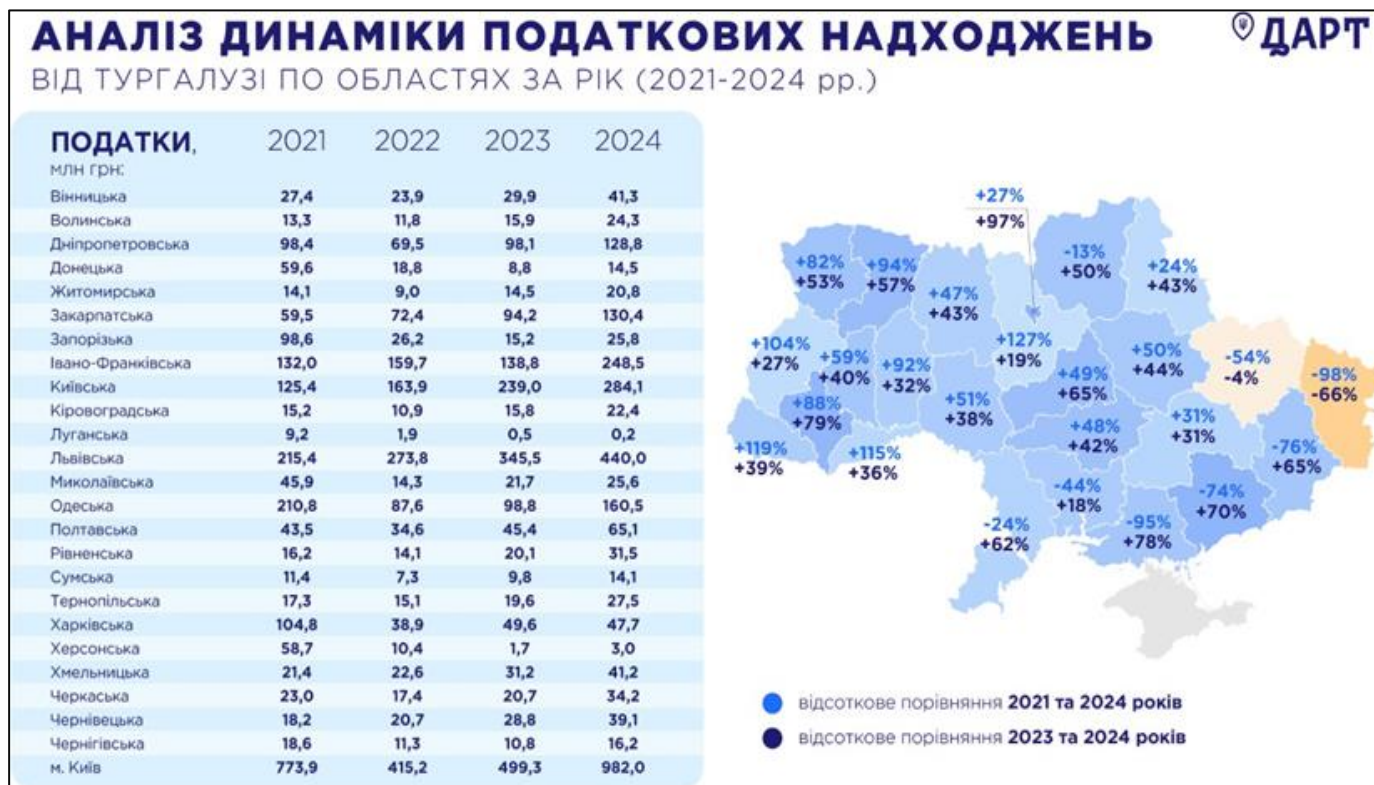 АНАЛІЗ ДИНАМІКИ ПОДАТКОВИХ НАДХОДЖЕНЬ
ДАРТ
ВІД ТУРГАЛУЗІ ПО ОБЛАСТЯХ ЗА РІК (2021-2024 рр.)
ПОДАТКИ, 2021 2022 2023 2024
млн грн:
Вінницька 27,4 23,9 29,9 41,3
Волинська 13,3 11,8 15,9 24,3
Дніпропетровська 98,4 69,5 98,1 128,8
Донецька 59,6 18,8 8,8 14,5
Житомирська 14,1 9,0 14,5 20,8
Закарпатська 59,5 72,4 94,2 130,4
Запорізька 98,6 26,2 15,2 25,8
Івано-Франківська 132,0 159,7 138,8 248,5
Київська 125,4 163,9 239,0 284,1
Кіровоградська 15,2 10,9 15,8 22,4
Луганська 9,2 1,9 0,5 0,2
Львівська 215,4 273,8 345,5 440,0
Миколаївська 45,9 14,3 21,7 25,6
Одеська 210,8 87,6 98,8 160,5
Полтавська 43,5 34,6 45,4 65,1
Рівненська 16,2 14,1 20,1 31,5
Сумська 11,4 7,3 9,8 14,1
Тернопільська 17,3 15,1 19,6 27,5
Харківська 104,8 38,9 49,6 47,7
Херсонська 58,7 10,4 1,7 3,0
Хмельницька 21,4 22,6 31,2 41,2
Черкаська 23,0 17,4 20,7 34,2
Чернівецька 18,2 20,7 28,8 39,1
Чернігівська 18,6 11,3 10,8 16,2
м. Київ 773,9 415,2 499,3 982,0
+27%
+97%
-13%
+50%
+24%
+43%
+82%
+53%
+94%
+57%
+47%
+43%
+127%
+19%
+104%
+27%
+59%
+40%
+92%
+32%
+49%
+65%
+50%
+44%
-54%
-4%
-98%
-66%
+88%
+79%
+51%
+38%
+48%
+42%
+31%
+31%
-76%
+65%
+119%
+39%
+115%
+36%
-44%
+18%
-74%
+70%
-24%
+62%
-95%
+78%
відсоткове порівняння 2021 та 2024 років
відсоткове порівняння 2023 та 2024 років